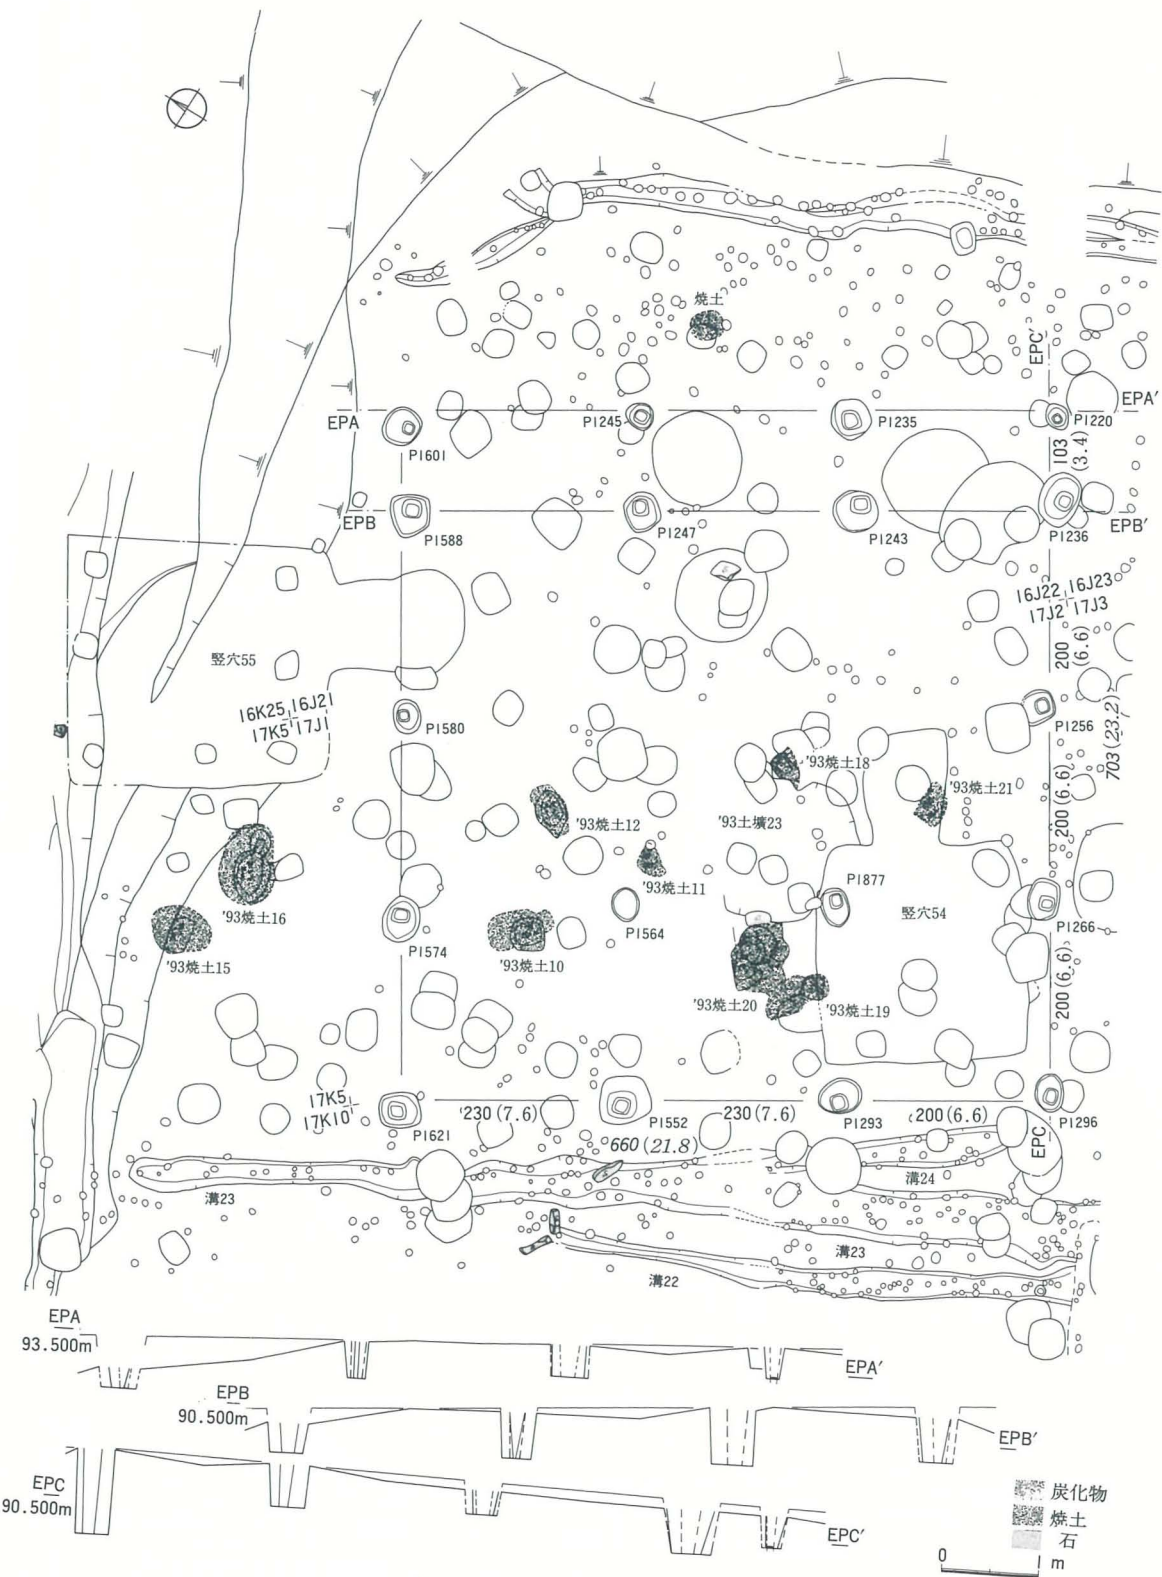 焼土
EPC′
EPA
EPA′
P1601
P1245
P1235
P1220
103
(3.4)
EPB
EPB′
P1588
P1247
P1243
P1236
16J22 16J23
17J2 17J3
200
(6.6)
竪穴55
16K25 16J21
17K5 17J1
P1580
P1256
703(23.2)
'93焼土18
'93焼土21
'93焼土12
'93土壙23
200(6.6)
'93焼土11
'93焼土16
P1877
竪穴54
P1564
P1266
'93焼土15
P1574
'93焼土10
'93焼土20
'93焼土19
200(6.6)
17K5
17K10
P1621
230(7.6)
P1552
230(7.6)
P1293
200(6.6)
P1296
EPC
660(21.8)
溝23
溝24
溝23
溝22
EPA
93.500m
EPA′
EPB
90.500m
EPB′
EPC
90.500m
EPC′
炭化物
焼土
石
0 1
m